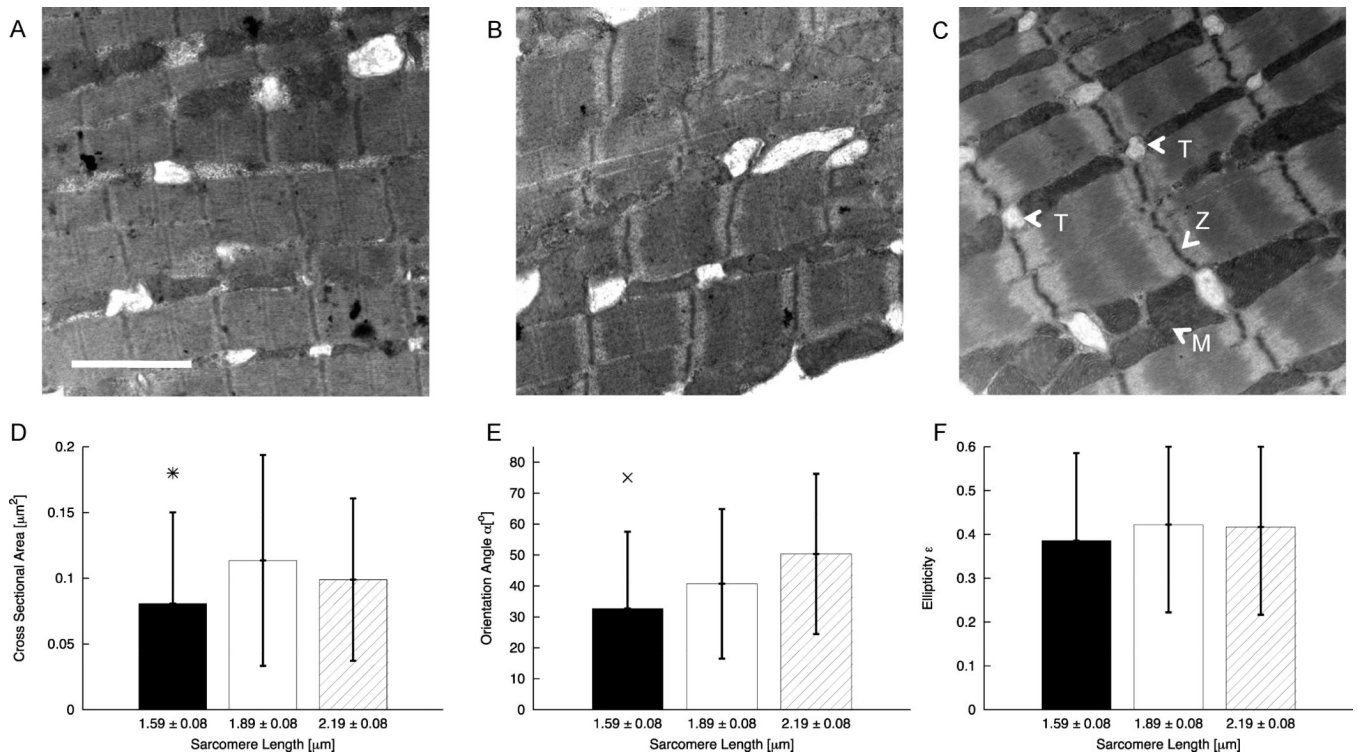 A
B
C
T
T
Z
M
D
Cross Sectional Area [μm²]
0.2
0.15
0.1
0.05
0
*
1.59 ± 0.08 1.89 ± 0.08 2.19 ± 0.08
Sarcomere Length [μm]
E
Orientation Angle α[°]
80
70
60
50
40
30
20
10
0
×
1.59 ± 0.08 1.89 ± 0.08 2.19 ± 0.08
Sarcomere Length [μm]
F
Ellipticity ε
0.6
0.5
0.4
0.3
0.2
0.1
0
1.59 ± 0.08 1.89 ± 0.08 2.19 ± 0.08
Sarcomere Length [μm]